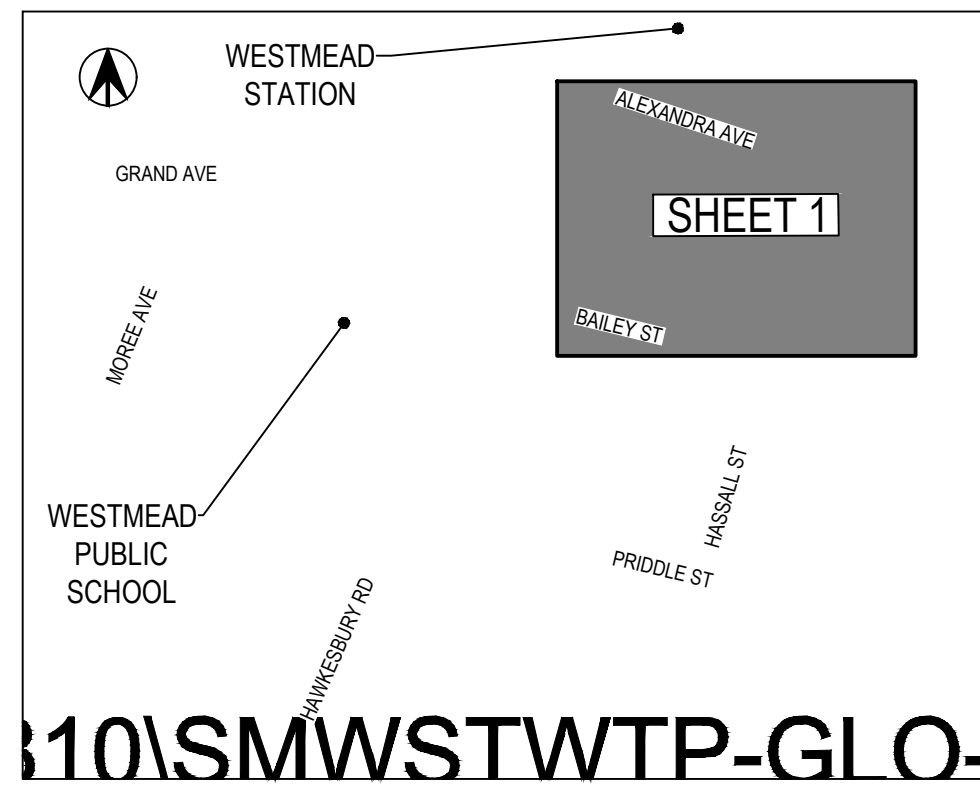 WESTMEAD
STATION
ALEXANDRA AVE
GRAND AVE
SHEET 1
MOREE AVE
BAILEY ST
WESTMEAD
PUBLIC
SCHOOL
HASSALL ST
PRIDDLE ST
HAWKESBURY RD
310\SMWSTWTP-GLO-